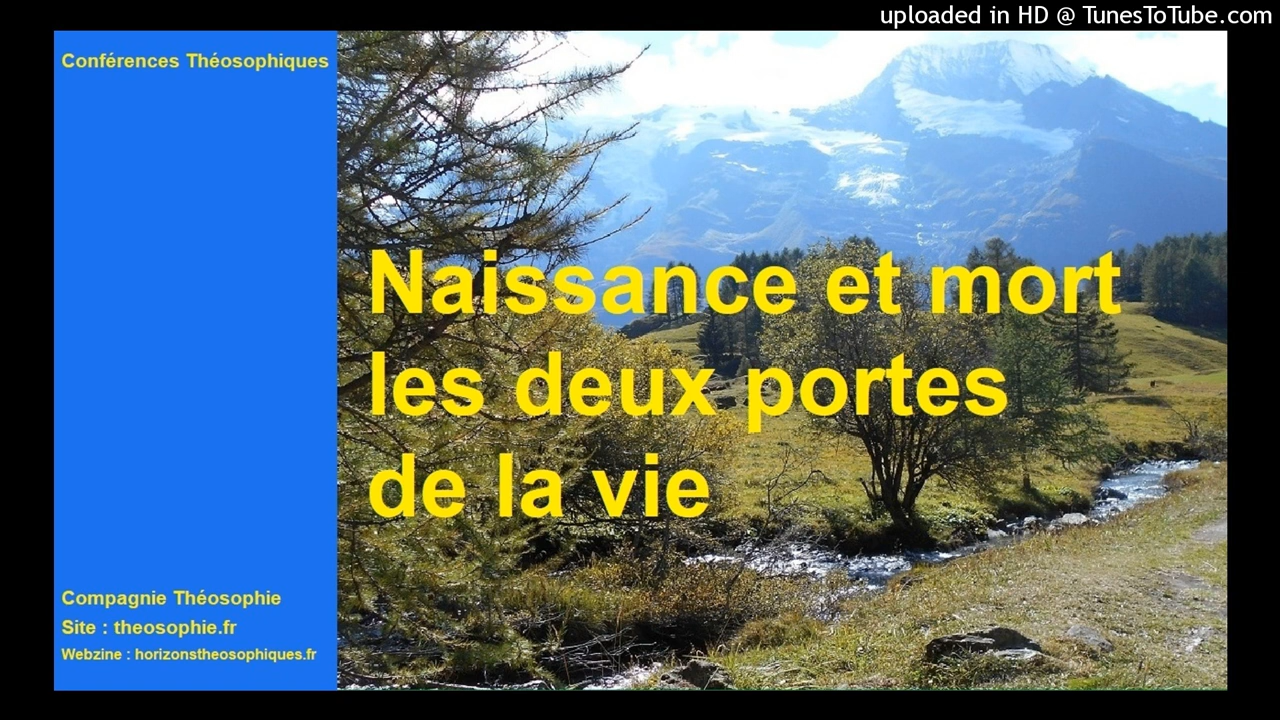 uploaded in HD @ TunesToTube.com
Conférences Théosophiques
Naissance et mort
les deux portes
de la vie
Compagnie Théosophie
Site : theosophie.fr
Webzine : horizonstheosophiques.fr